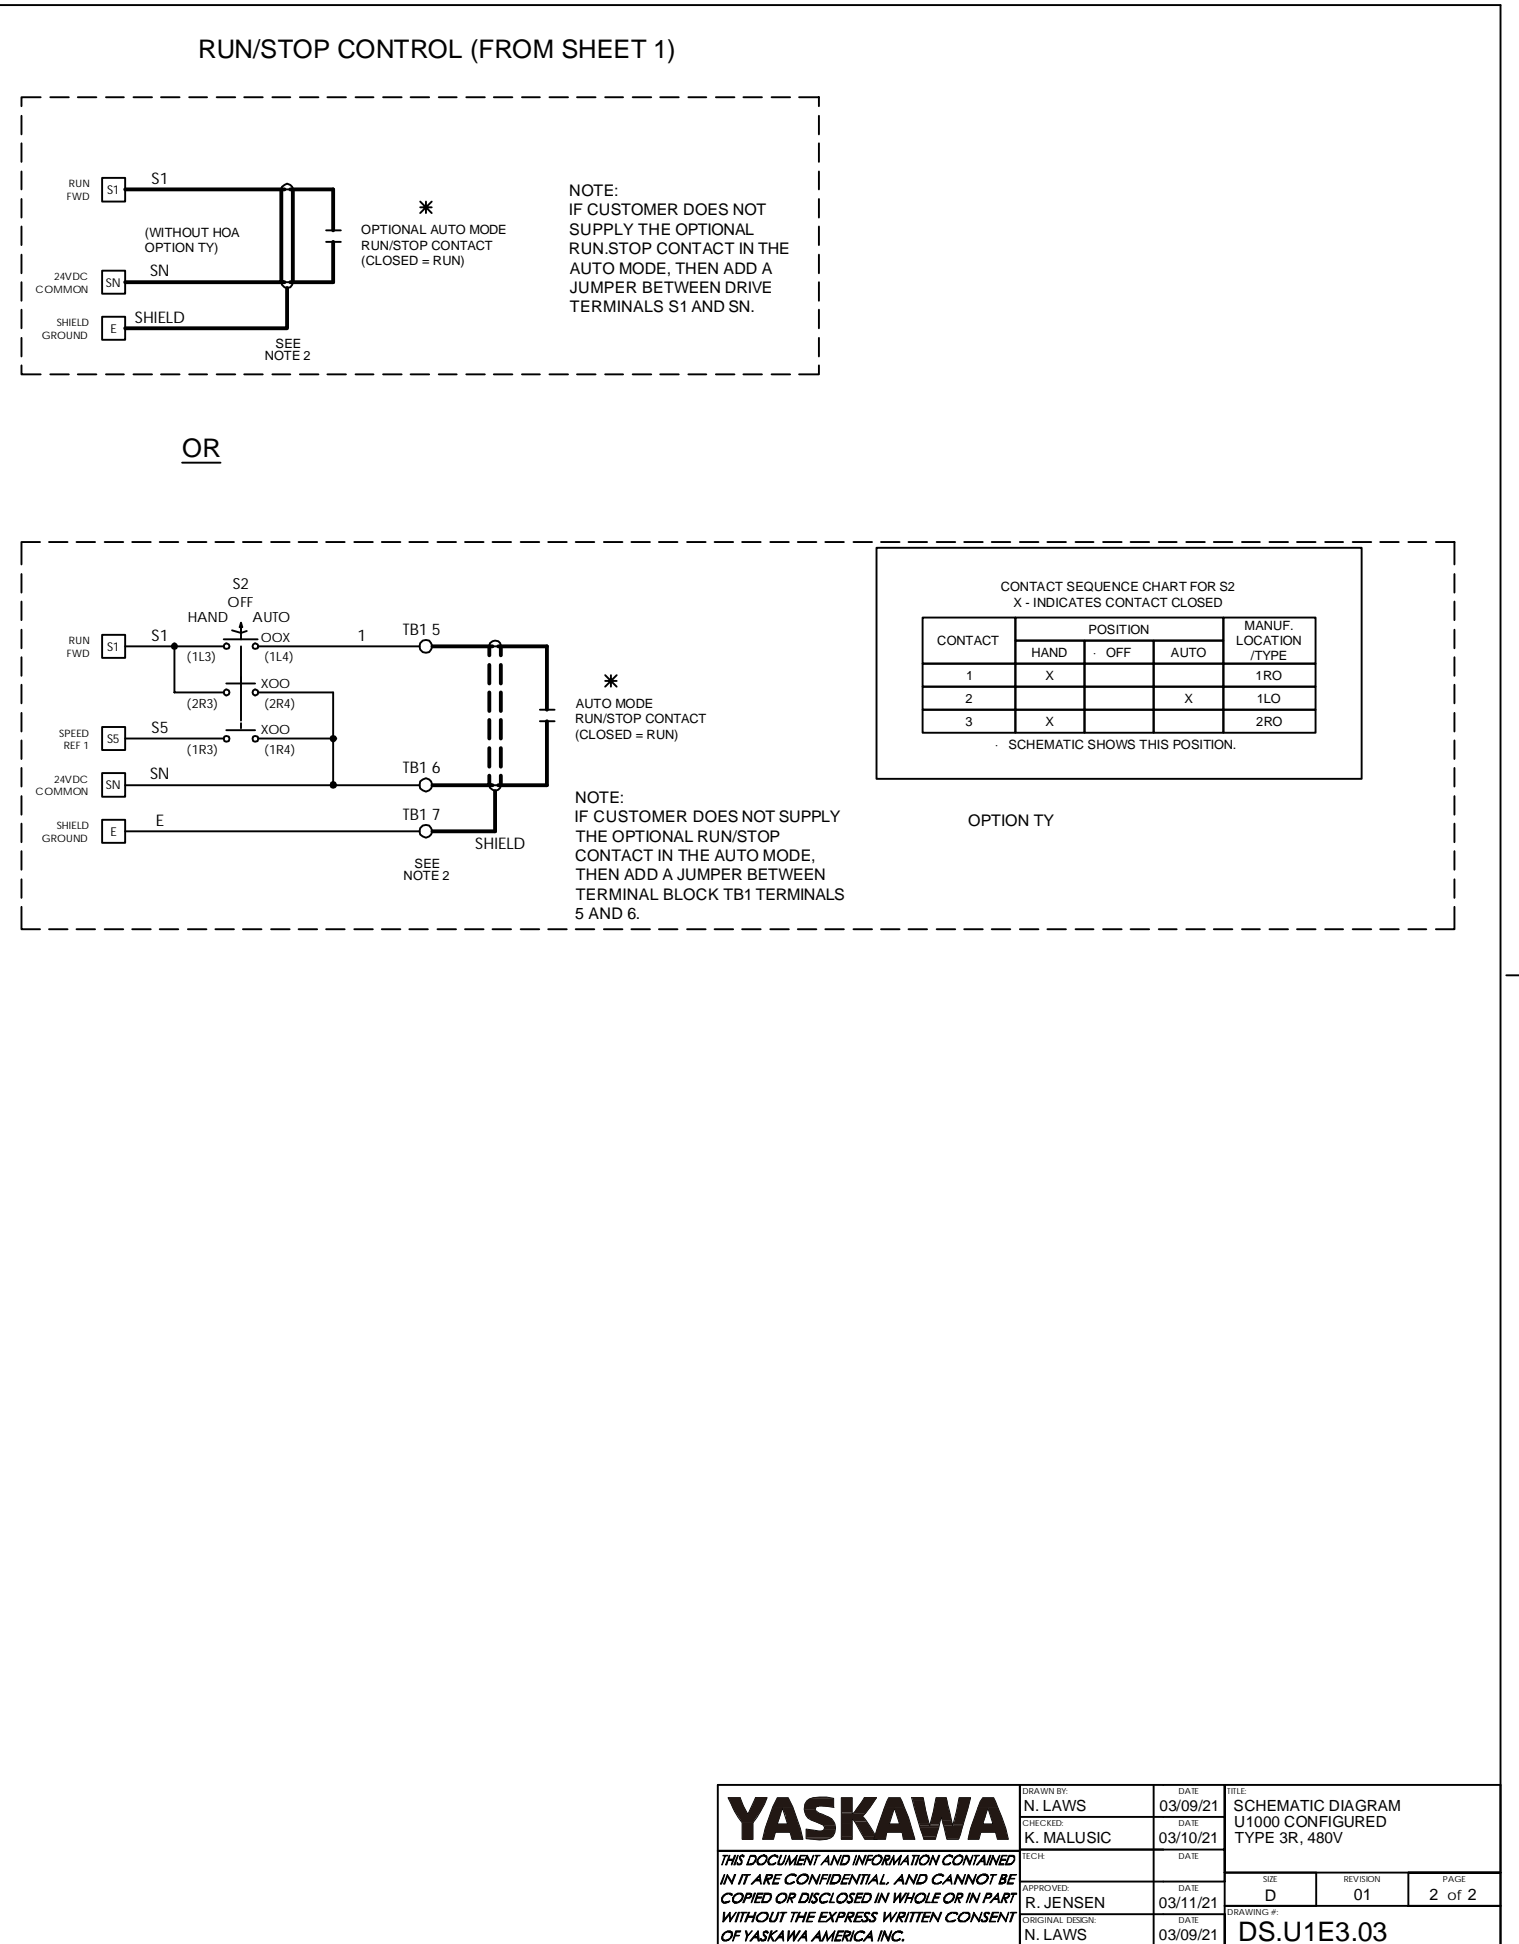 RUN/STOP CONTROL (FROM SHEET 1)
RUN
FWD
S1
S1
(WITHOUT HOA
OPTION TY)
24VDC
COMMON
SN
SN
SHIELD
GROUND
E
SHIELD
SEE
NOTE 2
OPTIONAL AUTO MODE
RUN/STOP CONTACT
(CLOSED = RUN)
NOTE:
IF CUSTOMER DOES NOT
SUPPLY THE OPTIONAL
RUN.STOP CONTACT IN THE
AUTO MODE, THEN ADD A
JUMPER BETWEEN DRIVE
TERMINALS S1 AND SN.
OR
S2
OFF
HAND AUTO
RUN
FWD
S1
S1
OOX
(1L3)
(1L4)
1
TB1 5
XOO
(2R3)
(2R4)
SPEED
REF 1
S5
S5
XOO
(1R3)
(1R4)
24VDC
COMMON
SN
SN
TB1 6
SHIELD
GROUND
E
E
TB1 7
SHIELD
SEE
NOTE 2
AUTO MODE
RUN/STOP CONTACT
(CLOSED = RUN)
NOTE:
IF CUSTOMER DOES NOT SUPPLY
THE OPTIONAL RUN/STOP
CONTACT IN THE AUTO MODE,
THEN ADD A JUMPER BETWEEN
TERMINAL BLOCK TB1 TERMINALS
5 AND 6.
CONTACT SEQUENCE CHART FOR S2
X - INDICATES CONTACT CLOSED
CONTACT
POSITION
MANUF.
LOCATION
/TYPE
HAND · OFF AUTO
1 X 1RO
2 X 1LO
3 X 2RO
· SCHEMATIC SHOWS THIS POSITION.
OPTION TY
YASKAWA
THIS DOCUMENT AND INFORMATION CONTAINED
IN IT ARE CONFIDENTIAL. AND CANNOT BE
COPIED OR DISCLOSED IN WHOLE OR IN PART
WITHOUT THE EXPRESS WRITTEN CONSENT
OF YASKAWA AMERICA INC.
DRAWN BY:
N. LAWS
DATE
03/09/21
CHECKED:
K. MALUSIC
DATE
03/10/21
TECH:
DATE
APPROVED:
R. JENSEN
DATE
03/11/21
ORIGINAL DESIGN:
N. LAWS
DATE
03/09/21
TITLE:
SCHEMATIC DIAGRAM
U1000 CONFIGURED
TYPE 3R, 480V
SIZE
D
REVISION
01
PAGE
2 of 2
DRAWING #:
DS.U1E3.03